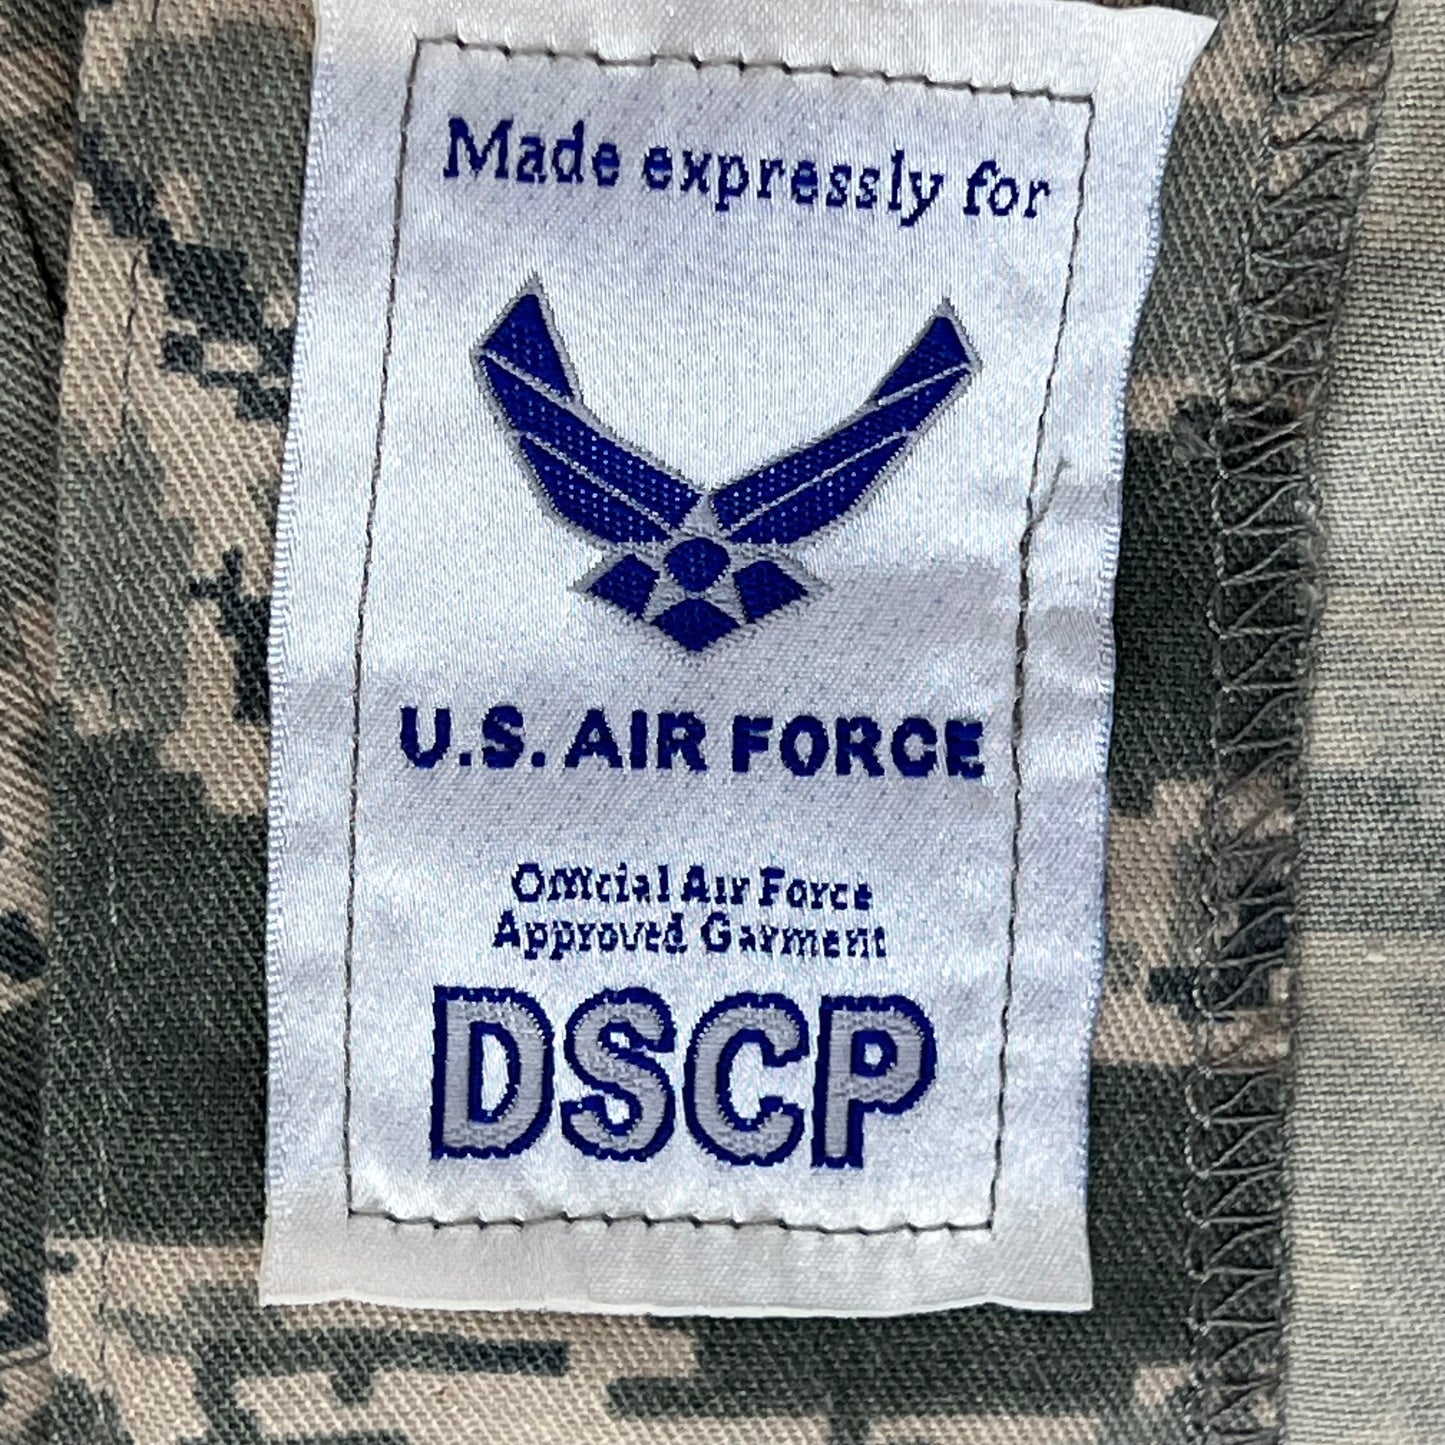 Made expressly for
U.S. AIR FORCE
Official Air Force
Approved Garment
DSCP